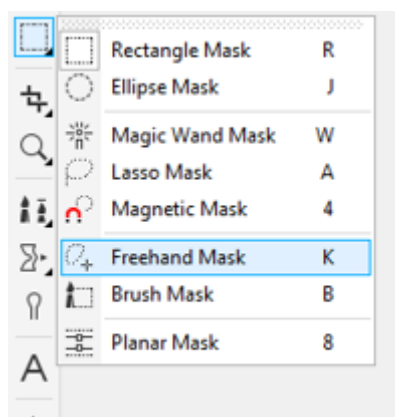 Rectangle Mask R
Ellipse Mask J
Magic Wand Mask W
Lasso Mask A
Magnetic Mask 4
Freehand Mask K
Brush Mask B
Planar Mask 8
A